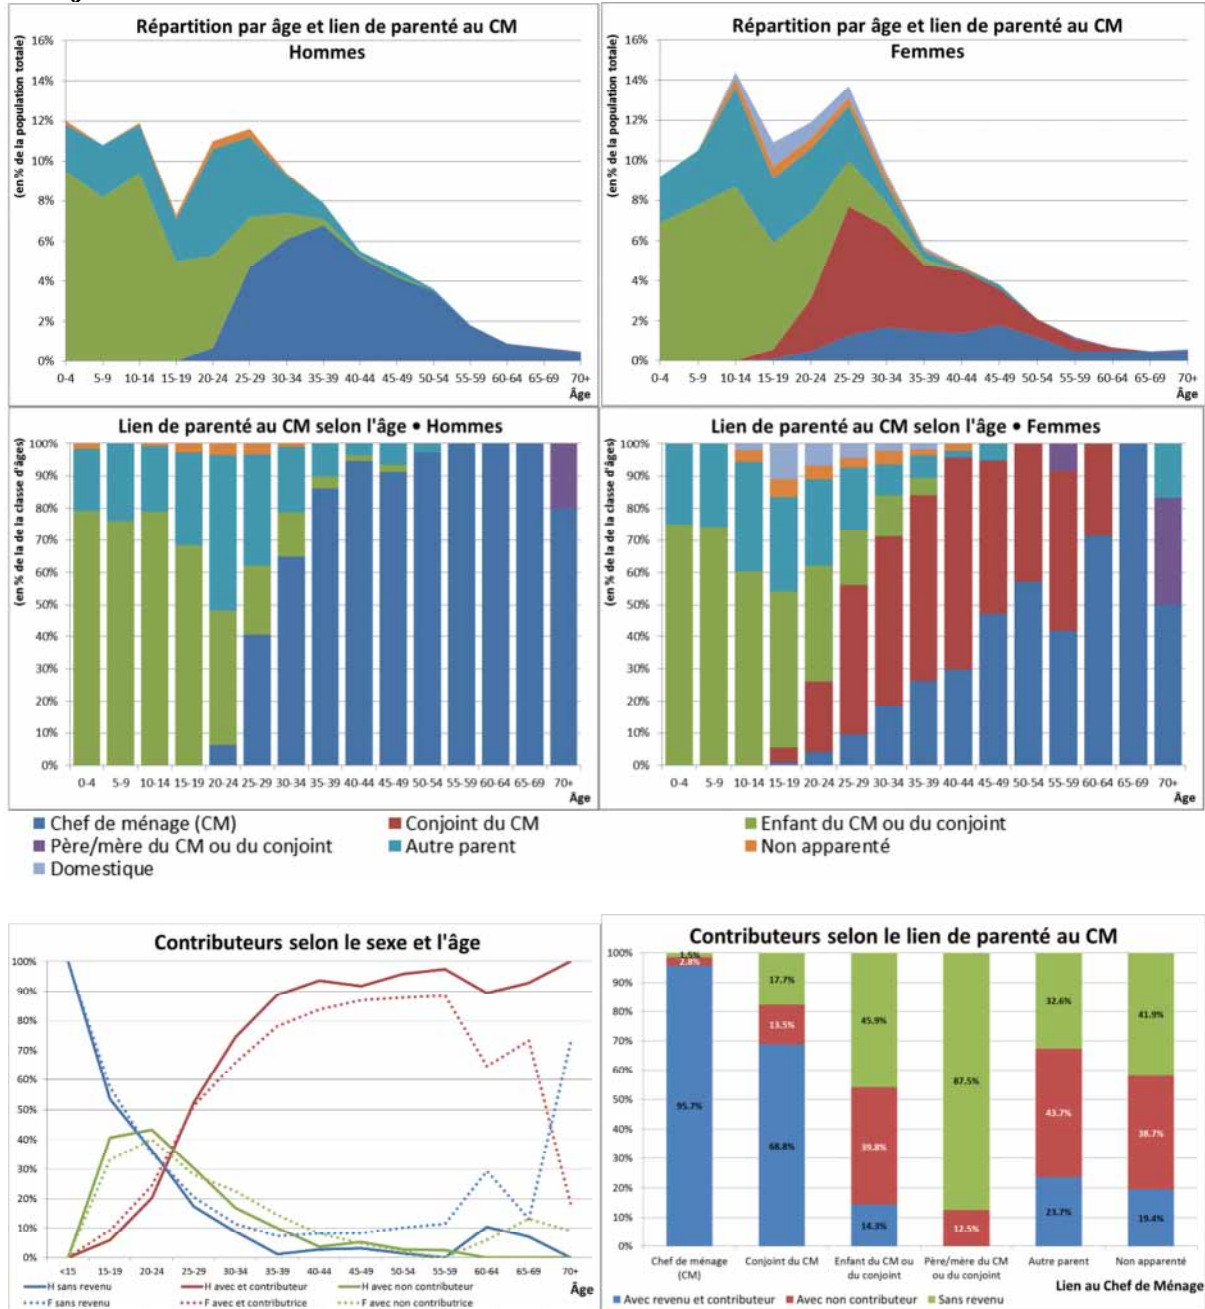 Répartition par âge et lien de parenté au CM
Hommes
(en % de la population totale)
16%
14%
12%
10%
8%
6%
4%
2%
0%
0-4 5-9 10-14 15-19 20-24 25-29 30-34 35-39 40-44 45-49 50-54 55-59 60-64 65-69 70+
Âge
Répartition par âge et lien de parenté au CM
Femmes
(en % de la population totale)
16%
14%
12%
10%
8%
6%
4%
2%
0%
0-4 5-9 10-14 15-19 20-24 25-29 30-34 35-39 40-44 45-49 50-54 55-59 60-64 65-69 70+
Âge
Lien de parenté au CM selon l'âge • Hommes
(en % de la de la classe d'âges)
100%
90%
80%
70%
60%
50%
40%
30%
20%
10%
0%
0-4 5-9 10-14 15-19 20-24 25-29 30-34 35-39 40-44 45-49 50-54 55-59 60-64 65-69 70+
Âge
Lien de parenté au CM selon l'âge • Femmes
(en % de la de la classe d'âges)
100%
90%
80%
70%
60%
50%
40%
30%
20%
10%
0%
0-4 5-9 10-14 15-19 20-24 25-29 30-34 35-39 40-44 45-49 50-54 55-59 60-64 65-69 70+
Âge
Chef de ménage (CM) Conjoint du CM Enfant du CM ou du conjoint
Père/mère du CM ou du conjoint Autre parent Non apparenté
Domestique
Contributeurs selon le sexe et l'âge
100%
90%
80%
70%
60%
50%
40%
30%
20%
10%
0%
<15 15-19 20-24 25-29 30-34 35-39 40-44 45-49 50-54 55-59 60-64 65-69 70+
H sans revenu H avec et contributeur H avec non contributeur
F sans revenu F avec et contributrice F avec non contributrice
Contributeurs selon le lien de parenté au CM
100%
90%
80%
70%
60%
50%
40%
30%
20%
10%
0%
1.5% 17.7% 45.9% 87.5% 32.6% 41.9%
2.8% 13.5% 39.8% 12.5% 43.7% 38.7%
95.7% 68.8% 14.3% 23.7% 19.4%
Chef de ménage Conjoint du CM Enfant du CM ou Père/mère du CM Autre parent Non apparenté
(CM) du conjoint ou du conjoint
Lien au Chef de Ménage
Avec revenu et contributeur Avec non contributeur Sans revenu